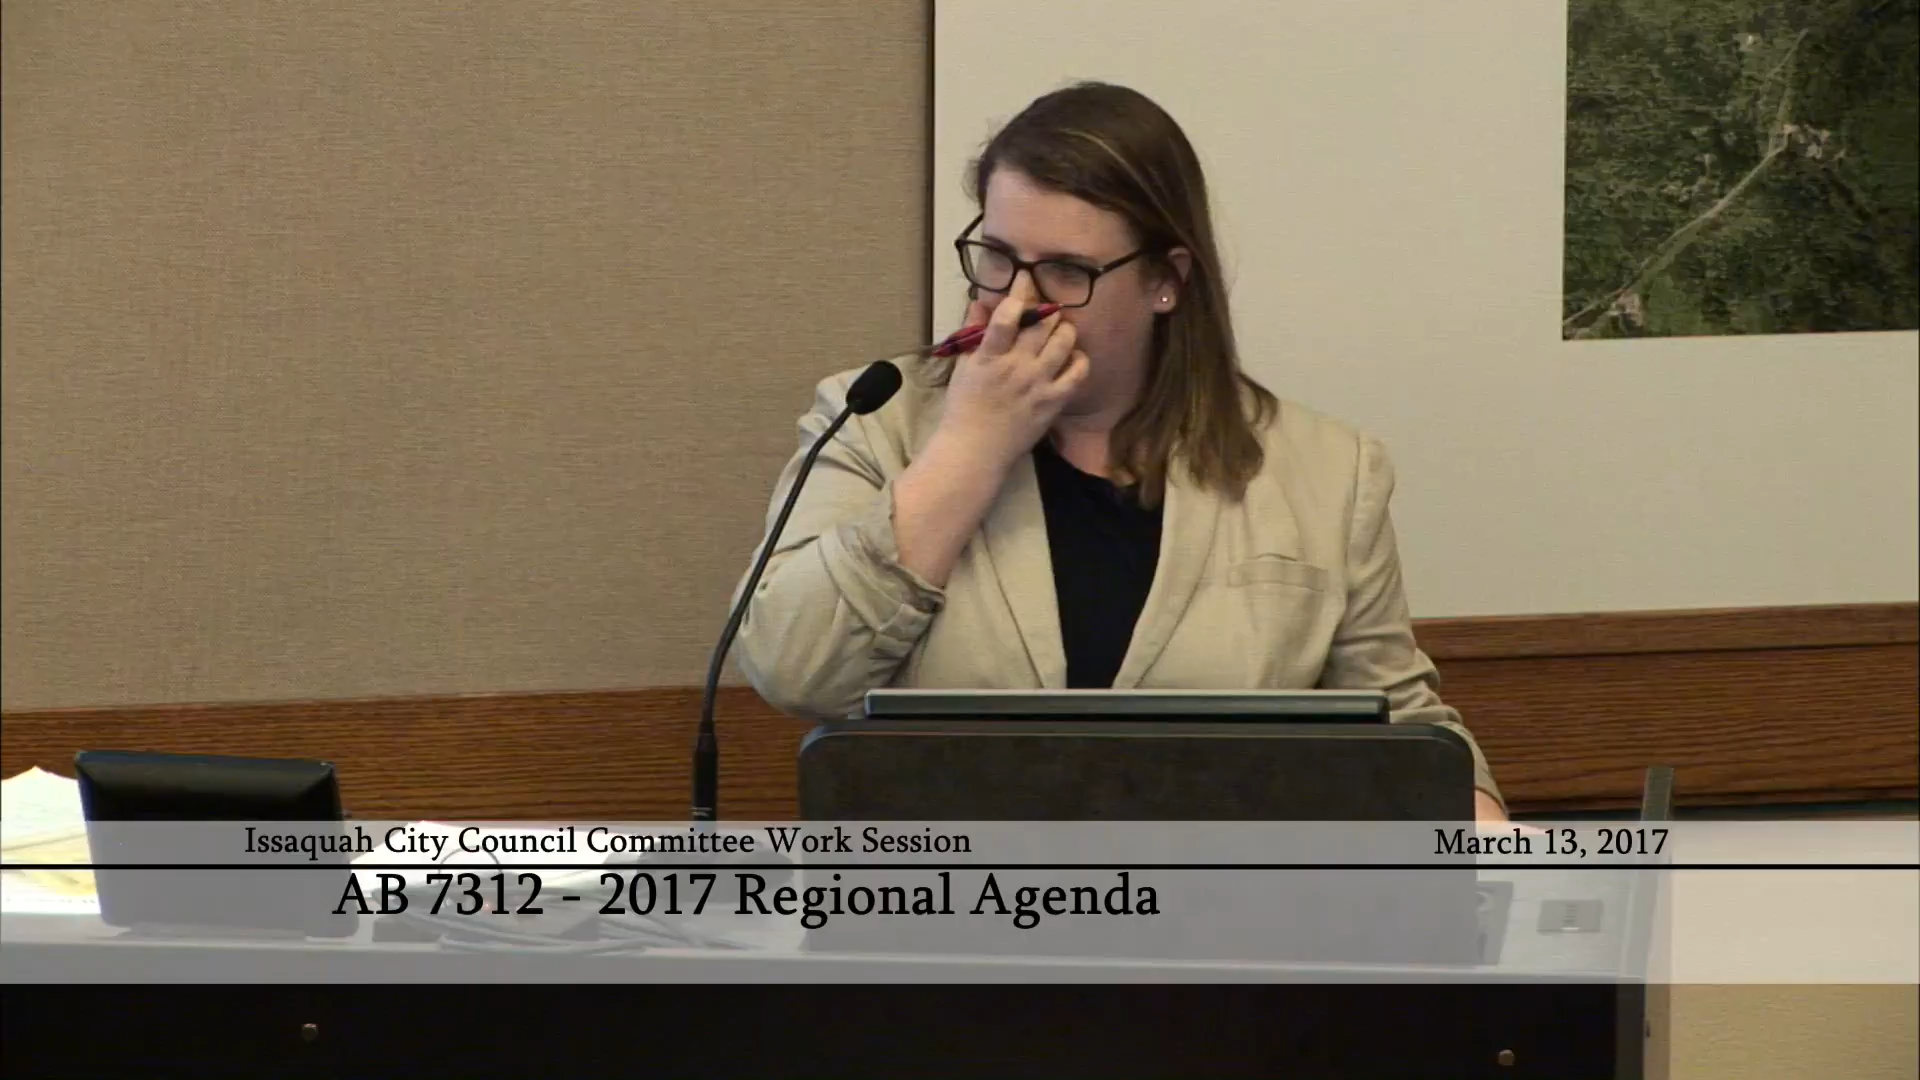 Issaquah City Council Committee Work Session
March 13, 2017
AB 7312 - 2017 Regional Agenda